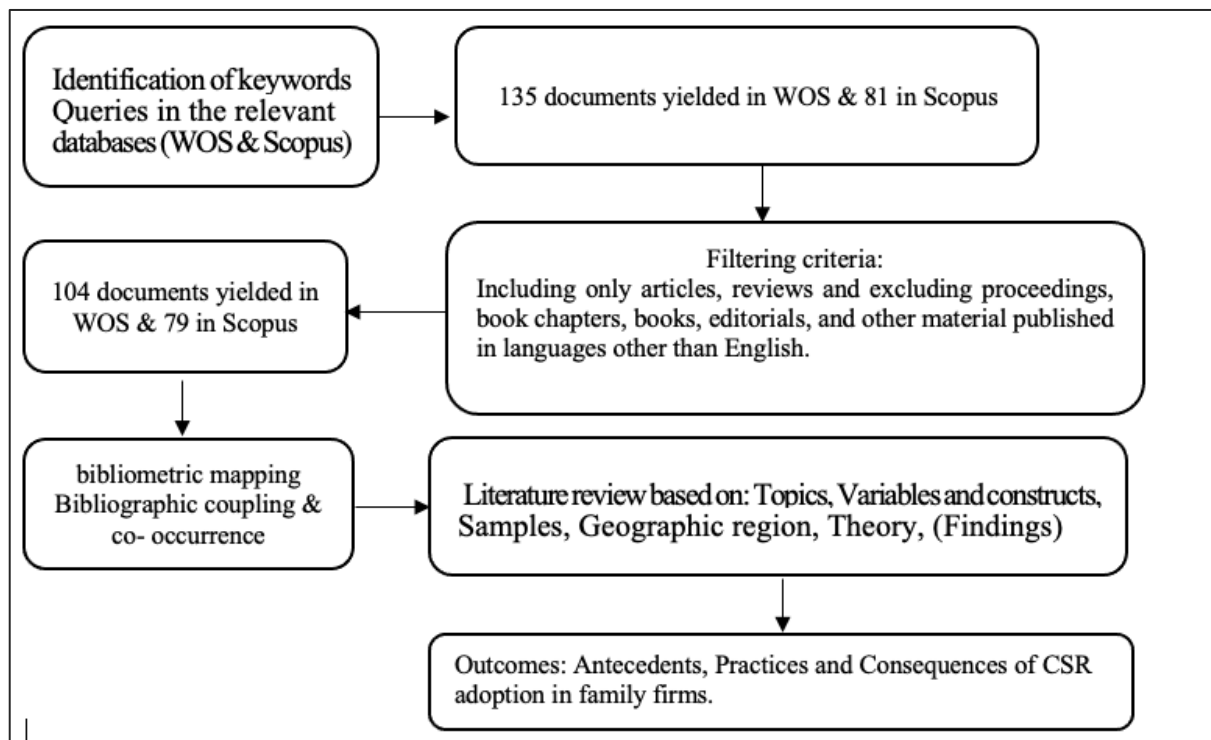 Identification of keywords
Queries in the relevant
databases (WOS & Scopus)
135 documents yielded in WOS & 81 in Scopus
Filtering criteria:
Including only articles, reviews and excluding proceedings,
book chapters, books, editorials, and other material published
in languages other than English.
104 documents yielded in
WOS & 79 in Scopus
bibliometric mapping
Bibliographic coupling &
co- occurrence
Literature review based on: Topics, Variables and constructs,
Samples, Geographic region, Theory, (Findings)
Outcomes: Antecedents, Practices and Consequences of CSR
adoption in family firms.